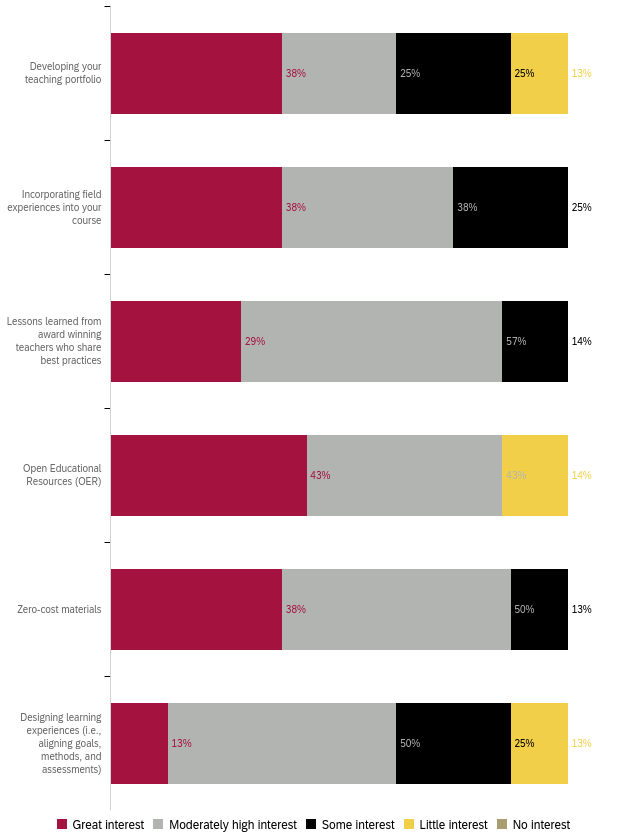 Developing your
teaching portfolio
38%
25%
25%
13%
Incorporating field
experiences into your
course
38%
38%
25%
Lessons learned from
award winning
teachers who share
best practices
29%
57%
14%
Open Educational
Resources (OER)
43%
43%
14%
Zero-cost materials
38%
50%
13%
Designing learning
experiences (i.e.,
aligning goals,
methods, and
assessments)
13%
50%
25%
13%
Great interest
Moderately high interest
Some interest
Little interest
No interest